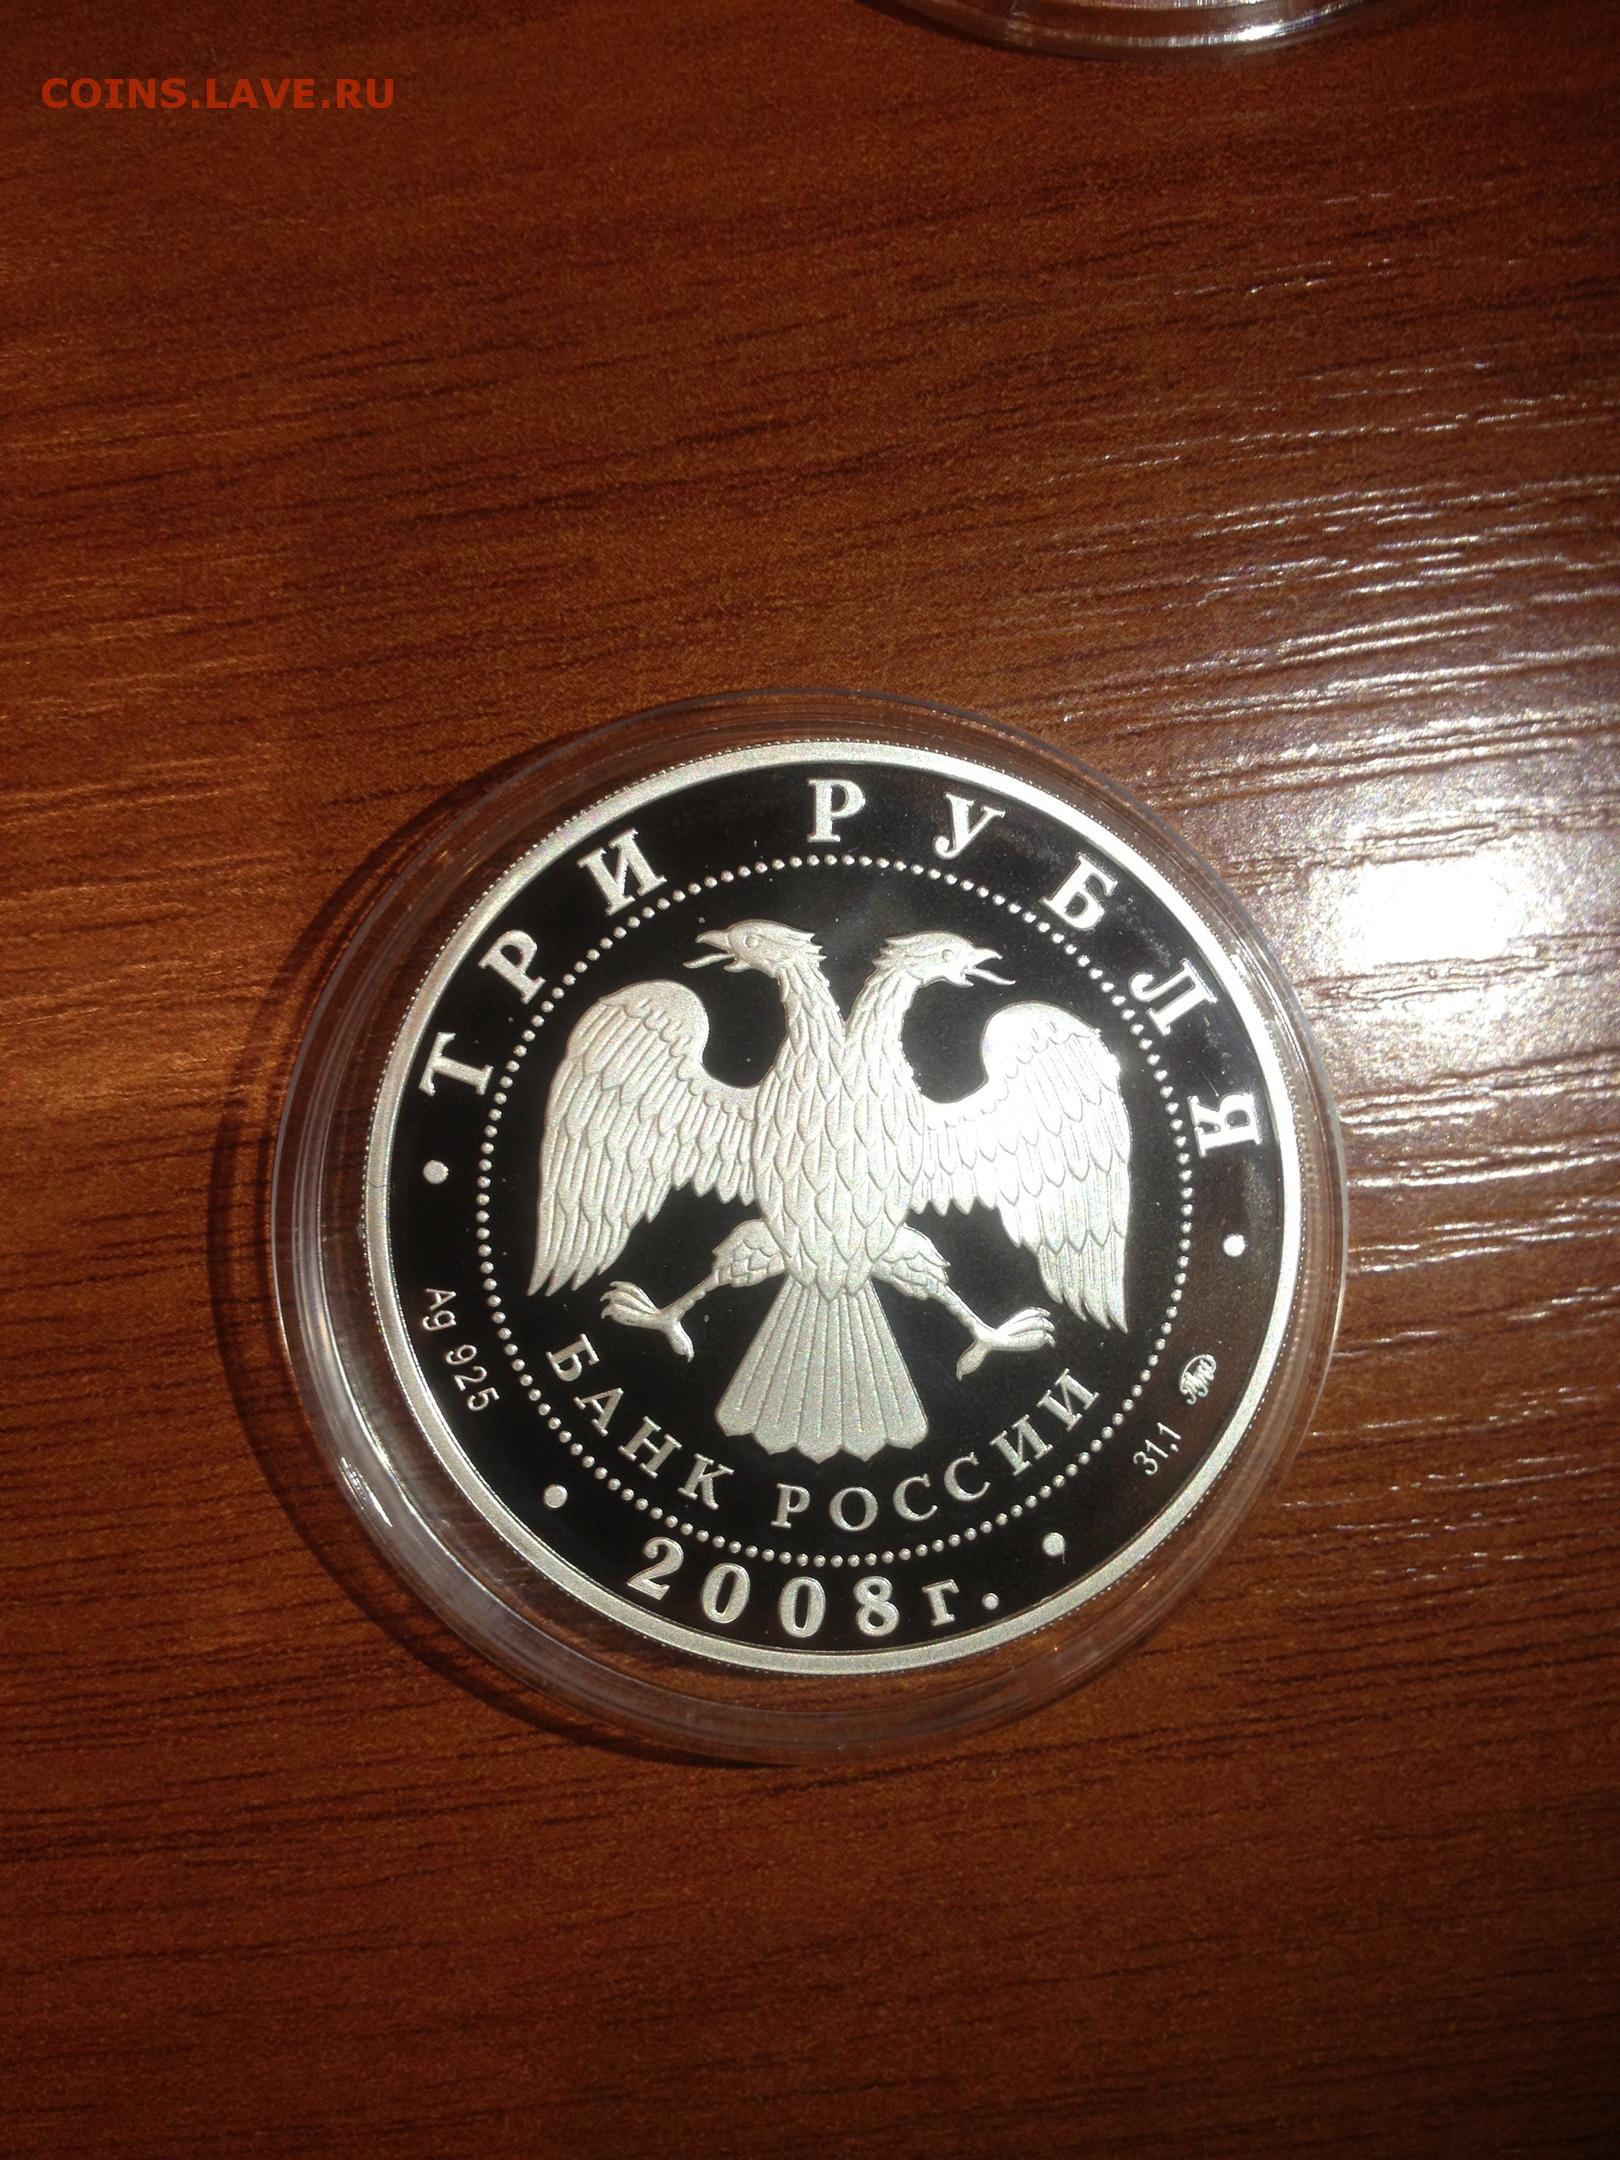 COINS.LAVE.RU
• ТРИ РУБЛЯ •
БАНК РОССИИ
Ag 925
31,1
• 2008г. •